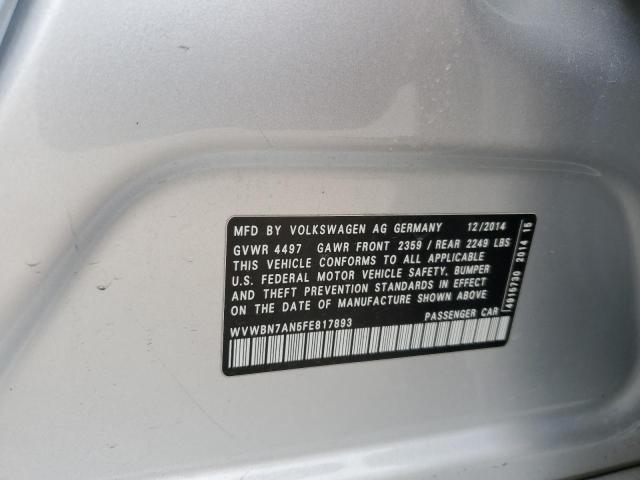 MFD BY VOLKSWAGEN AG GERMANY 12/2014
GVWR 4497 GAWR FRONT 2359 / REAR 2249 LBS
THIS VEHICLE CONFORMS TO ALL APPLICABLE
U.S. FEDERAL MOTOR VEHICLE SAFETY, BUMPER
AND THEFT PREVENTION STANDARDS IN EFFECT
ON THE DATE OF MANUFACTURE SHOWN ABOVE
WVWBN7AN5FE817893 PASSENGER CAR
4915730 2014 15